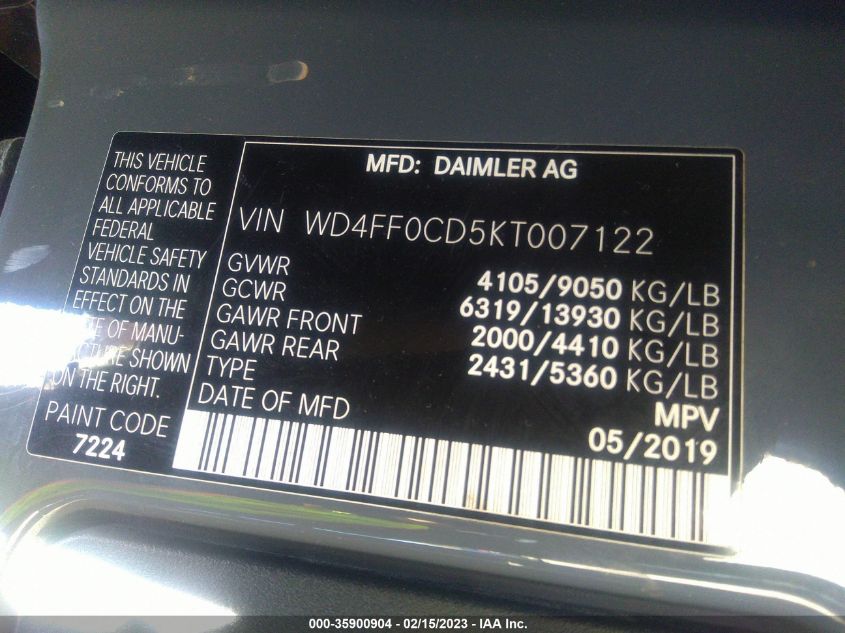 THIS VEHICLE
CONFORMS TO
ALL APPLICABLE
FEDERAL
VEHICLE SAFETY
STANDARDS IN
EFFECT ON THE
OF MANU-
SHOWN
ON THE RIGHT.
PAINT CODE
7224
MFD: DAIMLER AG
VIN WD4FF0CD5KT007122
GVWR 4105/9050 KG/LB
GCWR 6319/13930 KG/LB
GAWR FRONT 2000/4410 KG/LB
GAWR REAR 2431/5360 KG/LB
TYPE MPV
DATE OF MFD 05/2019
000-35900904 - 02/15/2023 - IAA Inc.